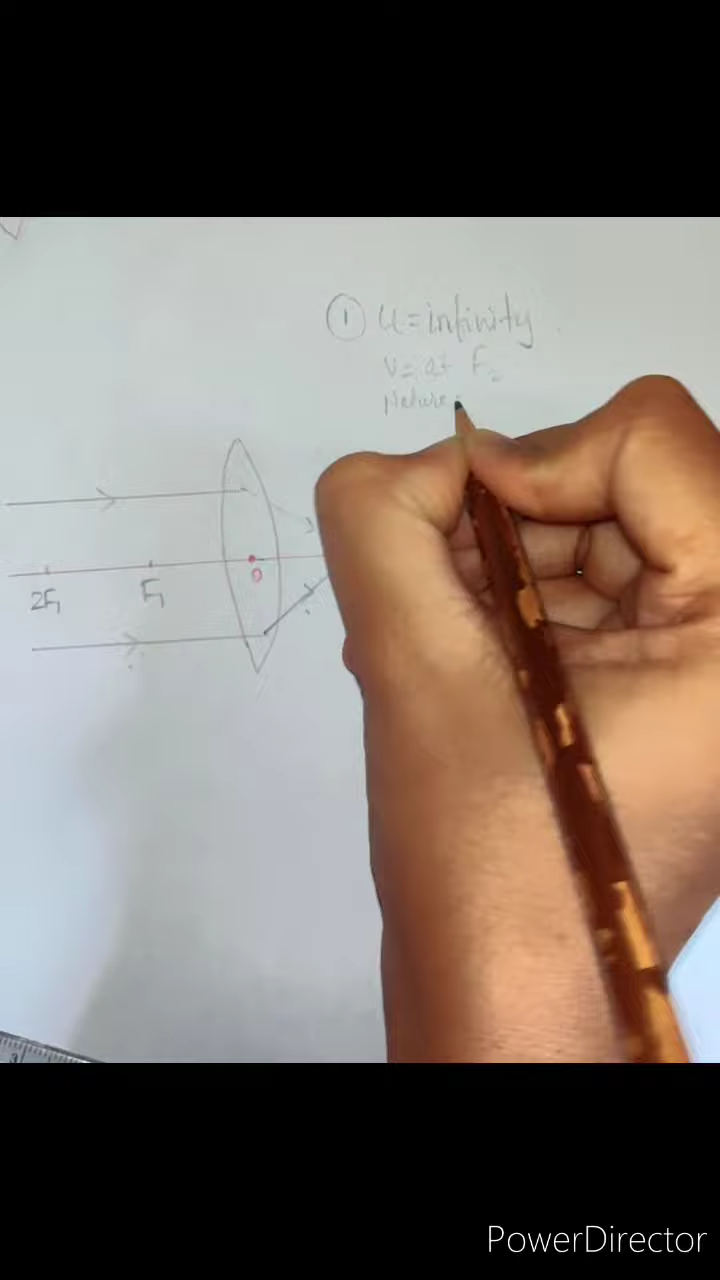 ① u = infinity
v = at F₂
Nature :
2F₁ F₁ O
PowerDirector